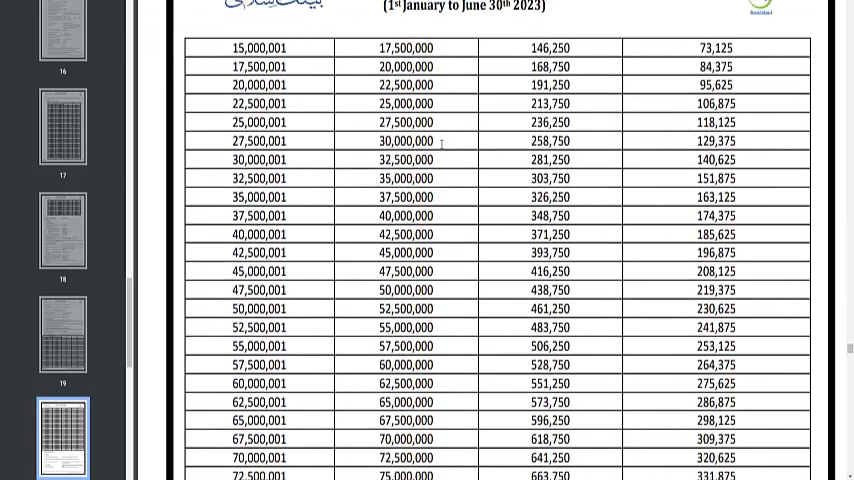 (1st January to June 30th 2023)
15,000,001 17,500,000 146,250 73,125
17,500,001 20,000,000 168,750 84,375
20,000,001 22,500,000 191,250 95,625
22,500,001 25,000,000 213,750 106,875
25,000,001 27,500,000 236,250 118,125
27,500,001 30,000,000 258,750 129,375
30,000,001 32,500,000 281,250 140,625
32,500,001 35,000,000 303,750 151,875
35,000,001 37,500,000 326,250 163,125
37,500,001 40,000,000 348,750 174,375
40,000,001 42,500,000 371,250 185,625
42,500,001 45,000,000 393,750 196,875
45,000,001 47,500,000 416,250 208,125
47,500,001 50,000,000 438,750 219,375
50,000,001 52,500,000 461,250 230,625
52,500,001 55,000,000 483,750 241,875
55,000,001 57,500,000 506,250 253,125
57,500,001 60,000,000 528,750 264,375
60,000,001 62,500,000 551,250 275,625
62,500,001 65,000,000 573,750 286,875
65,000,001 67,500,000 596,250 298,125
67,500,001 70,000,000 618,750 309,375
70,000,001 72,500,000 641,250 320,625
72,500,001 75,000,000 663,750 331,875
16
17
18
19